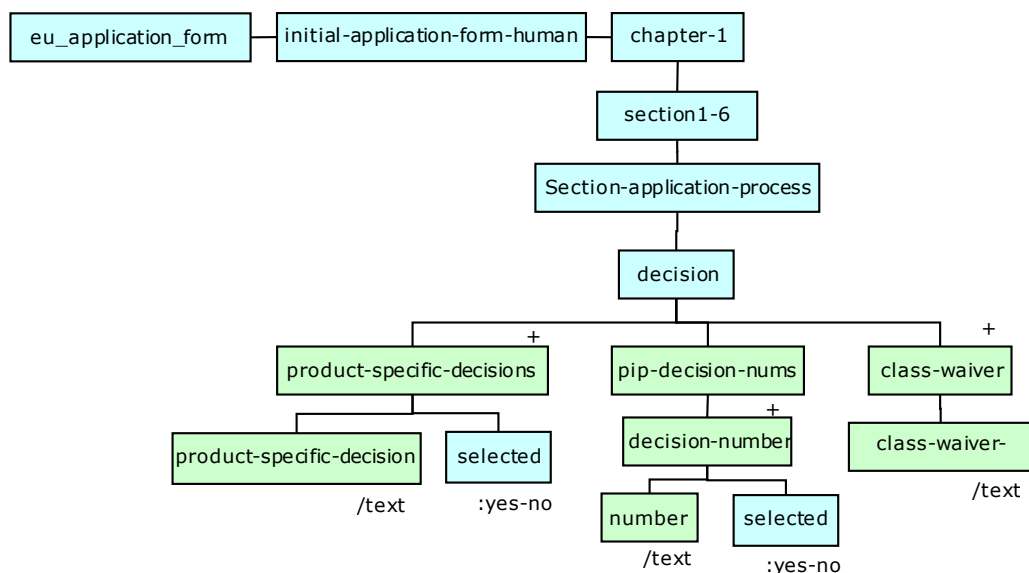 eu_application_form
initial-application-form-human
chapter-1
section1-6
Section-application-process
decision
+
+
product-specific-decisions
pip-decision-nums
class-waiver
+
product-specific-decision
selected
decision-number
class-waiver-
/text
:yes-no
/text
number
selected
/text
:yes-no